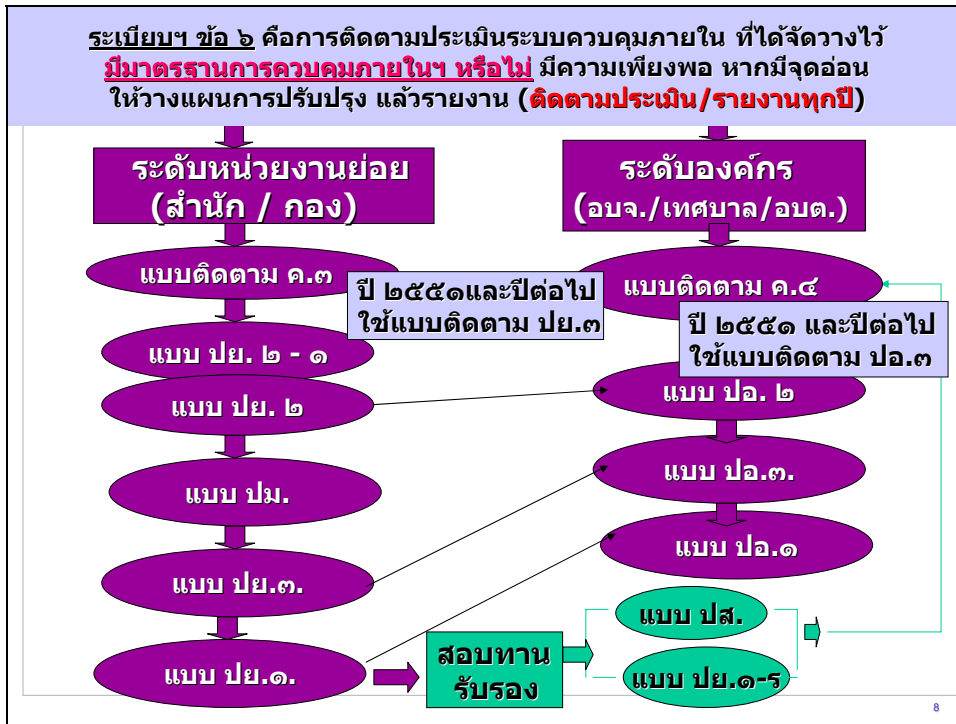 ระเบียบฯ ข้อ ๖ คือการติดตามประเมินระบบควบคุมภายใน ที่ได้จัดวางไว้
มีมาตรฐานการควบคุมภายในฯ หรือไม่ มีความเพียงพอ หากมีจุดอ่อน
ให้วางแผนการปรับปรุง แล้วรายงาน (ติดตามประเมิน/รายงานทุกปี)
ระดับหน่วยงานย่อย
(สำนัก / กอง)
แบบติดตาม ค.๓
ปี ๒๕๕๑และปีต่อไป
ใช้แบบติดตาม ปย.๓
แบบ ปย. ๒ - ๑
แบบ ปย. ๒
แบบ ปม.
แบบ ปย.๓.
แบบ ปย.๑.
ระดับองค์กร
(อบจ./เทศบาล/อบต.)
แบบติดตาม ค.๔
ปี ๒๕๕๑ และปีต่อไป
ใช้แบบติดตาม ปอ.๓
แบบ ปอ. ๒
แบบ ปอ.๓.
แบบ ปอ.๑
สอบทาน
รับรอง
แบบ ปส.
แบบ ปย.๑-ร
8